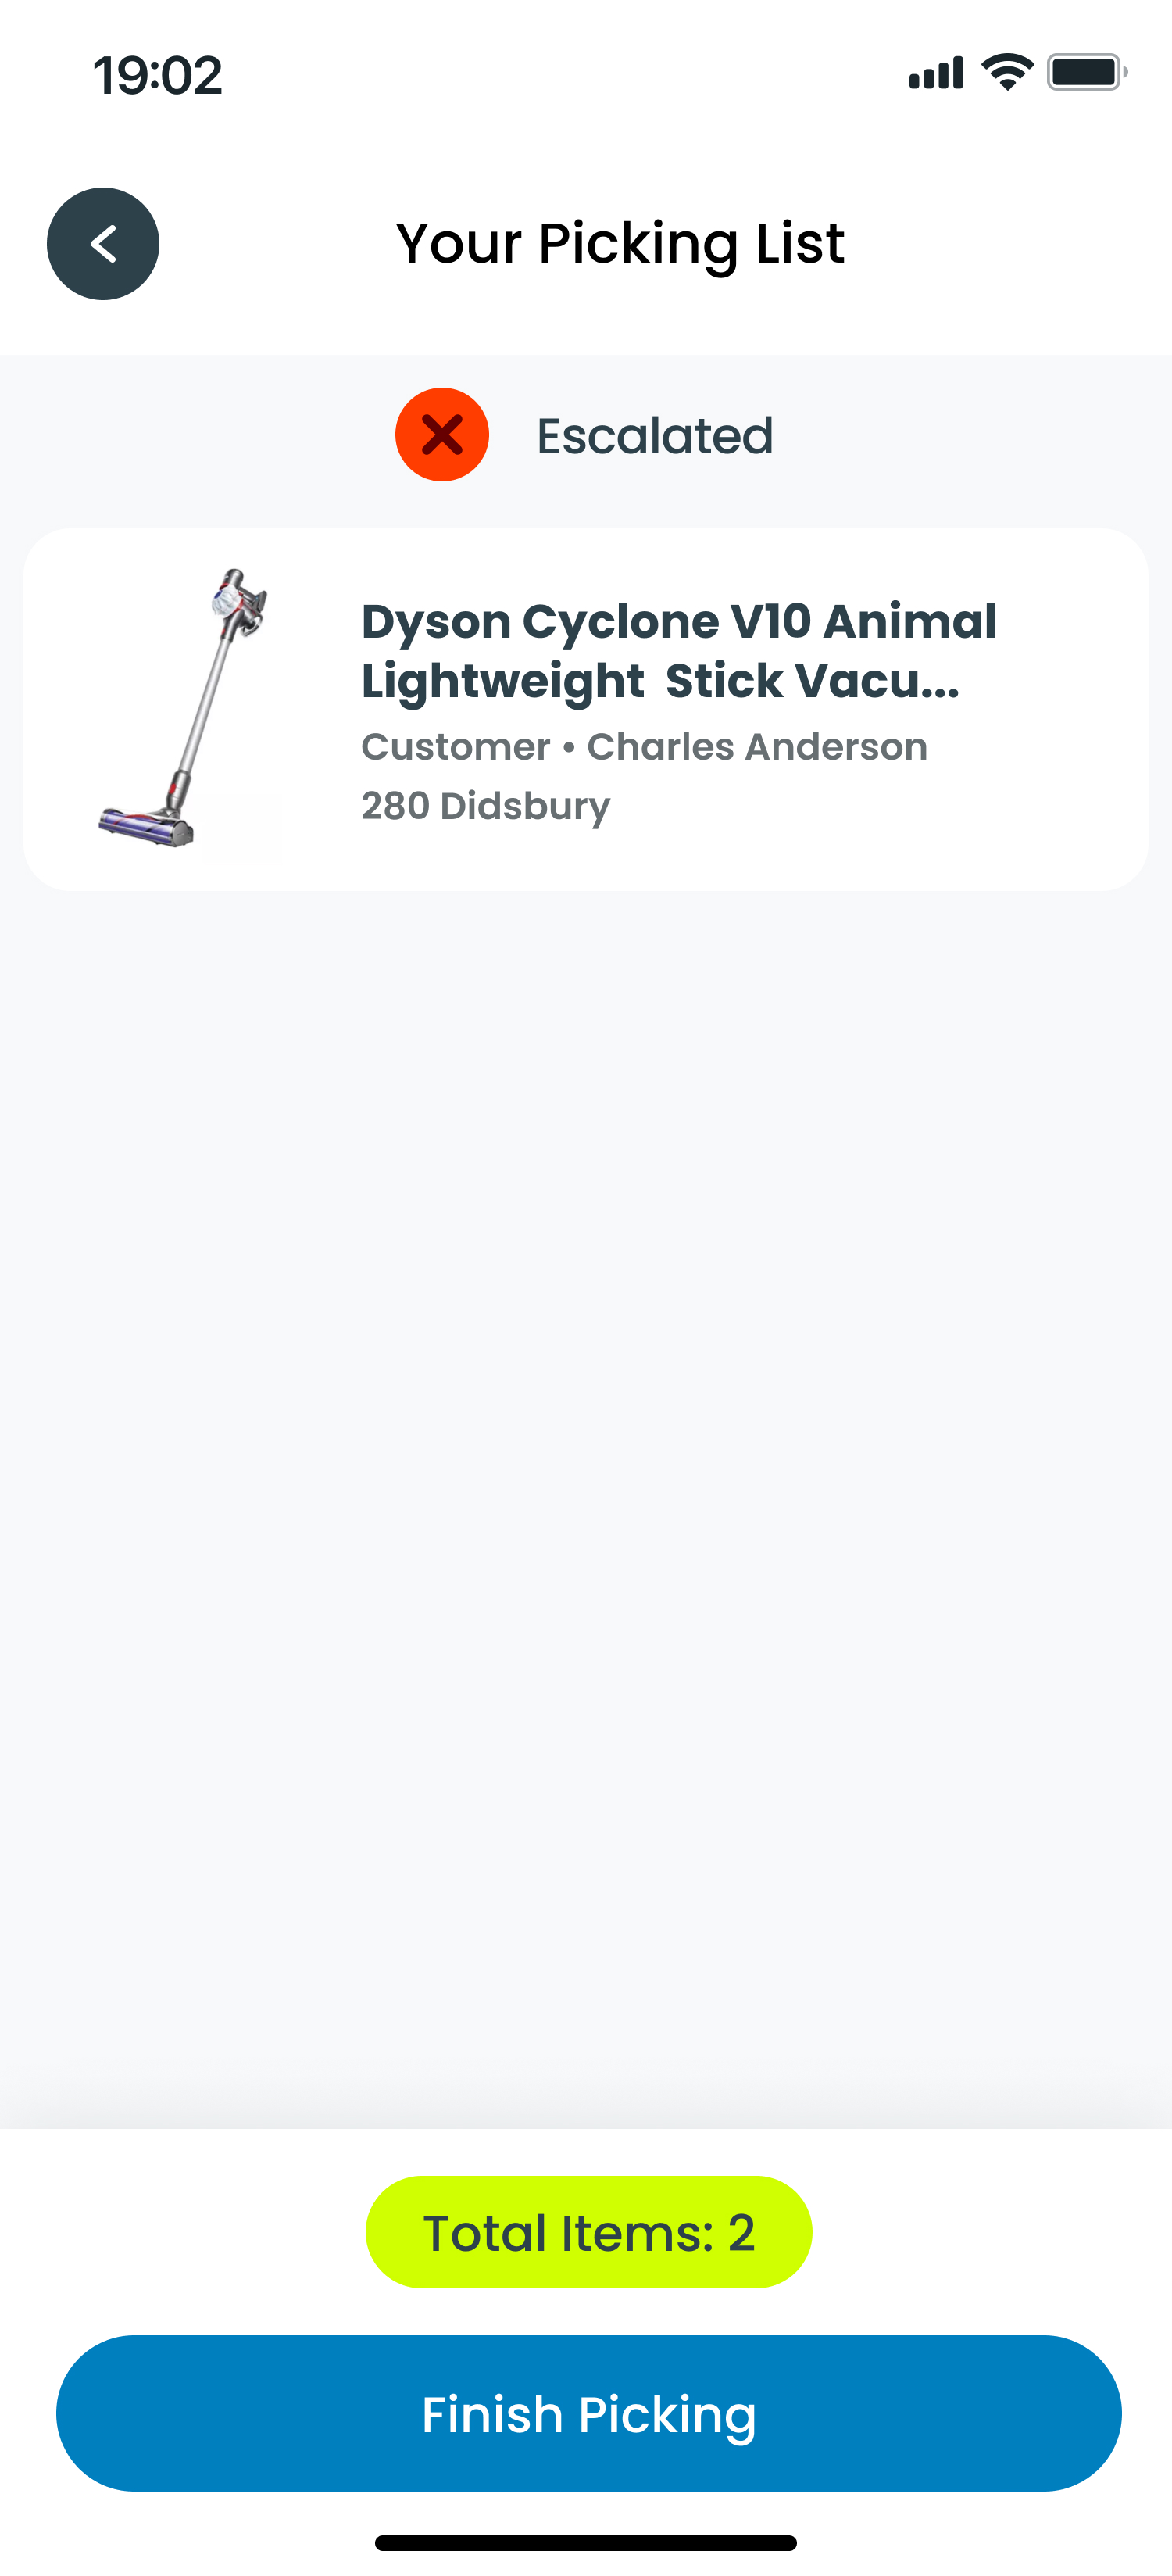 19:02
Your Picking List
Escalated
Dyson Cyclone V10 Animal
Lightweight  Stick Vacu...
Customer • Charles Anderson
280 Didsbury
Total Items: 2
Finish Picking